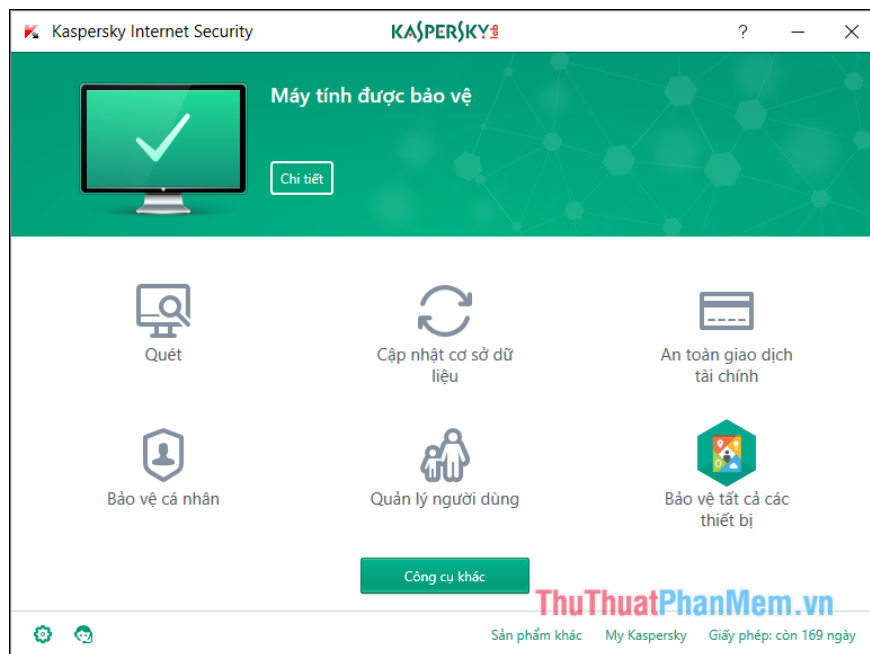 Kaspersky Internet Security
KASPERSKY lab
?
Máy tính được bảo vệ
Chi tiết
Quét
Cập nhật cơ sở dữ
liệu
An toàn giao dịch
tài chính
Bảo vệ cá nhân
Quản lý người dùng
Bảo vệ tất cả các
thiết bị
Công cụ khác
ThuThuatPhanMem.vn
Sản phẩm khác
My Kaspersky
Giấy phép: còn 169 ngày